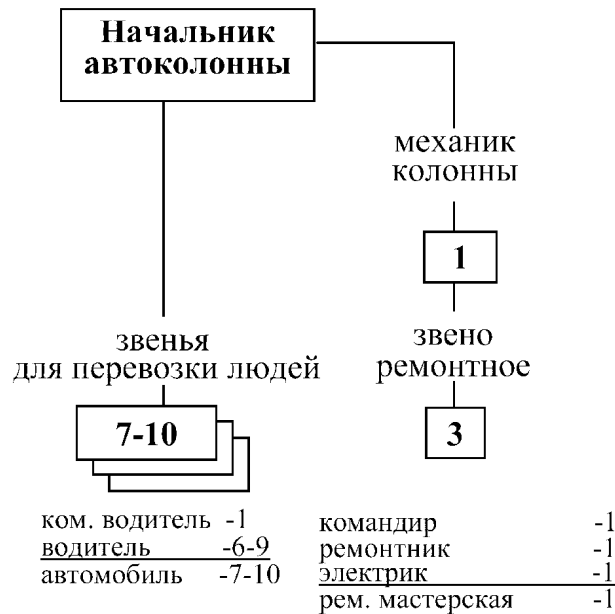 Начальник
автоколонны
механик
колонны
1
звенья
для перевозки людей
звено
ремонтное
7-10
3
ком. водитель -1
водитель -6-9
автомобиль -7-10
командир -1
ремонтник -1
электрик -1
рем. мастерская -1